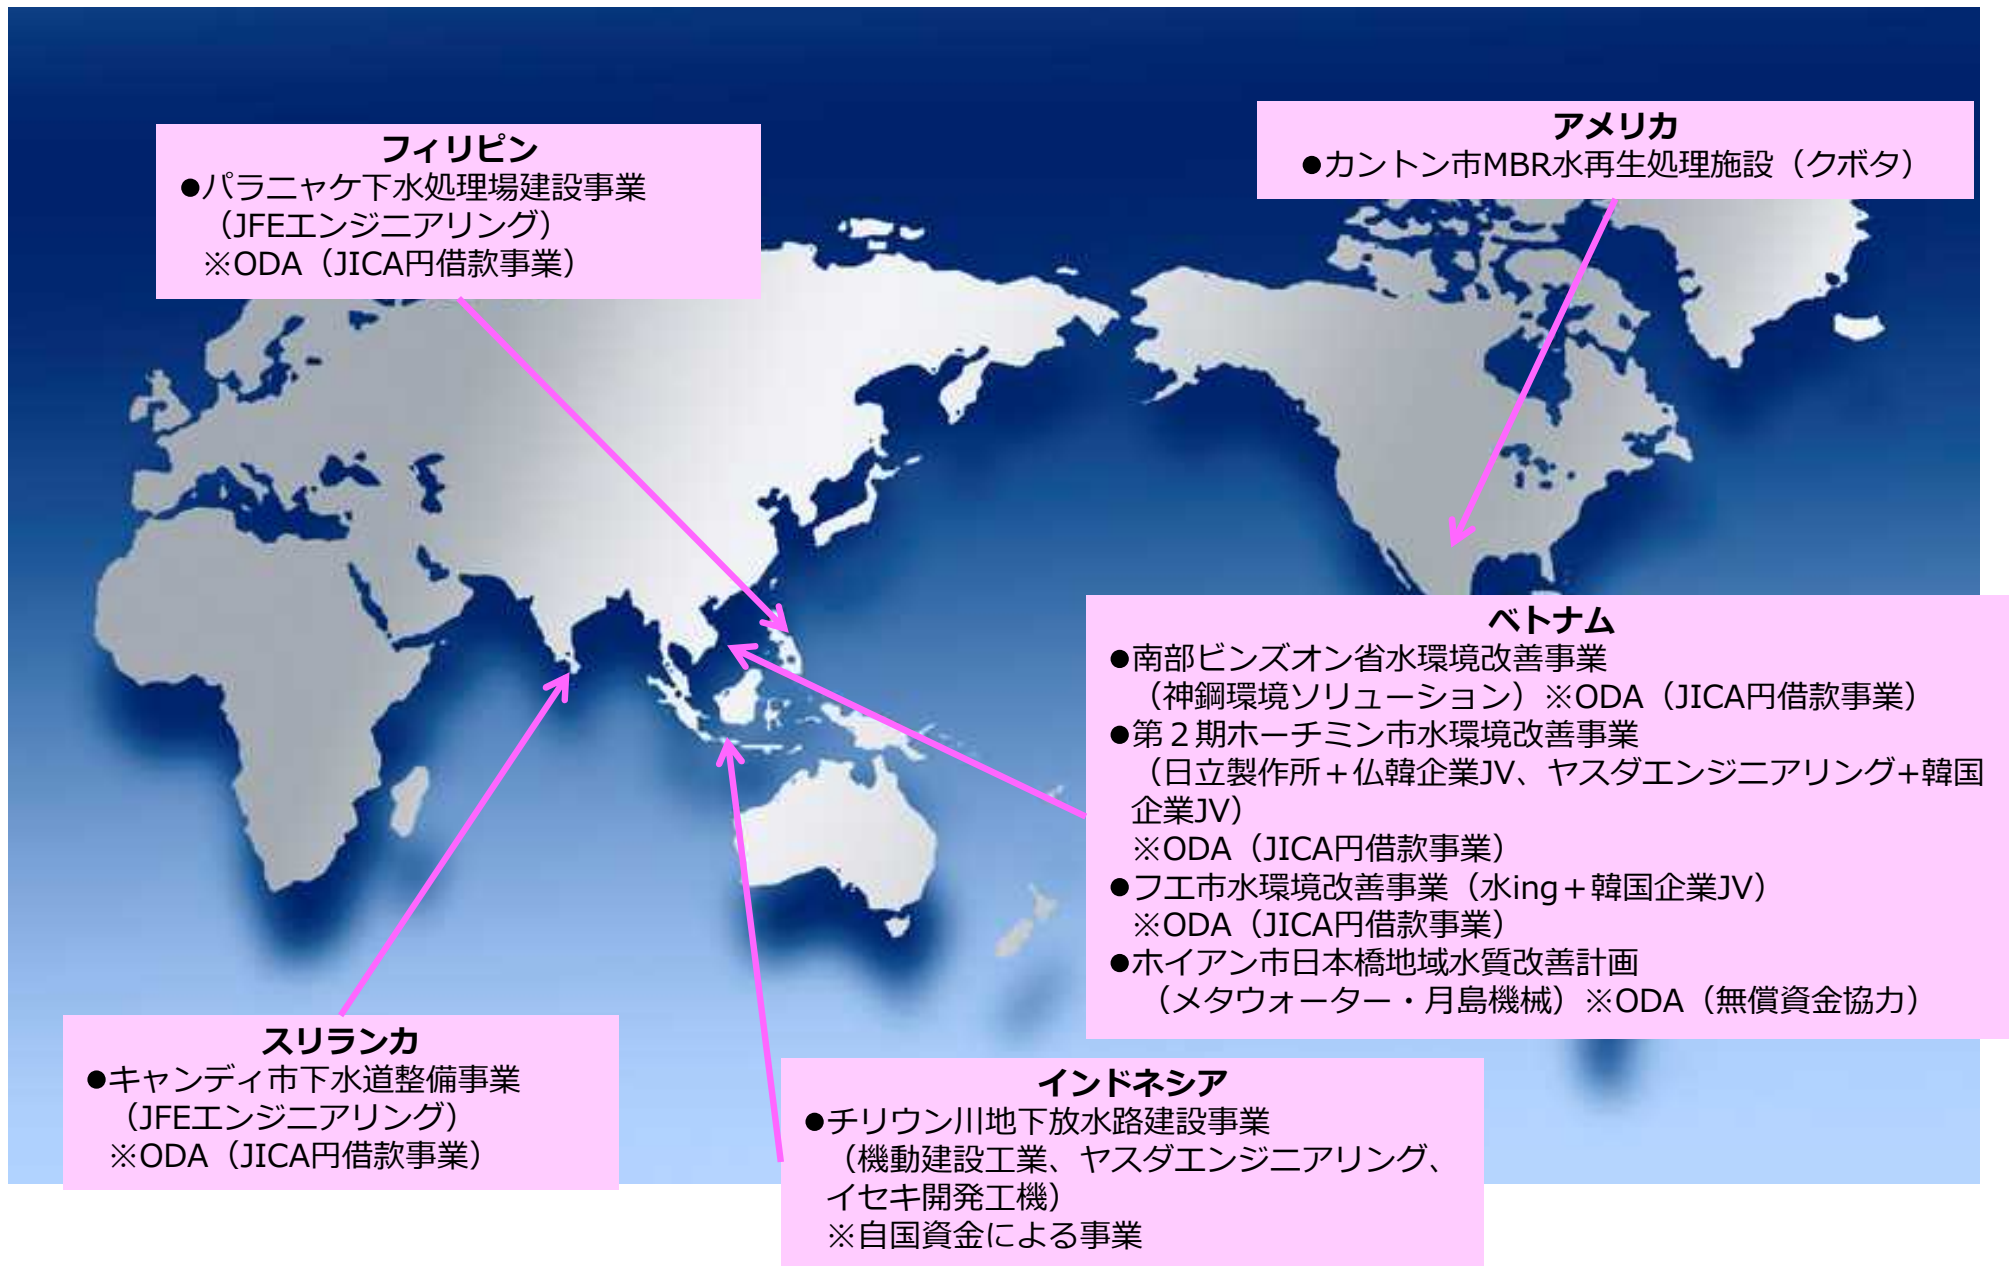 フィリピン
●パラニャケ下水処理場建設事業
（JFEエンジニアリング）
※ODA（JICA円借款事業）
アメリカ
●カントン市MBR水再生処理施設（クボタ）
ベトナム
●南部ビンズオン省水環境改善事業
（神鋼環境ソリューション）※ODA（JICA円借款事業）
●第２期ホーチミン市水環境改善事業
（日立製作所＋仏韓企業JV、ヤスダエンジニアリング+韓国
企業JV）
※ODA（JICA円借款事業）
●フエ市水環境改善事業（水ing＋韓国企業JV）
※ODA（JICA円借款事業）
●ホイアン市日本橋地域水質改善計画
（メタウォーター・月島機械）※ODA（無償資金協力）
スリランカ
●キャンディ市下水道整備事業
（JFEエンジニアリング）
※ODA（JICA円借款事業）
インドネシア
●チリウン川地下放水路建設事業
（機動建設工業、ヤスダエンジニアリング、
イセキ開発工機）
※自国資金による事業